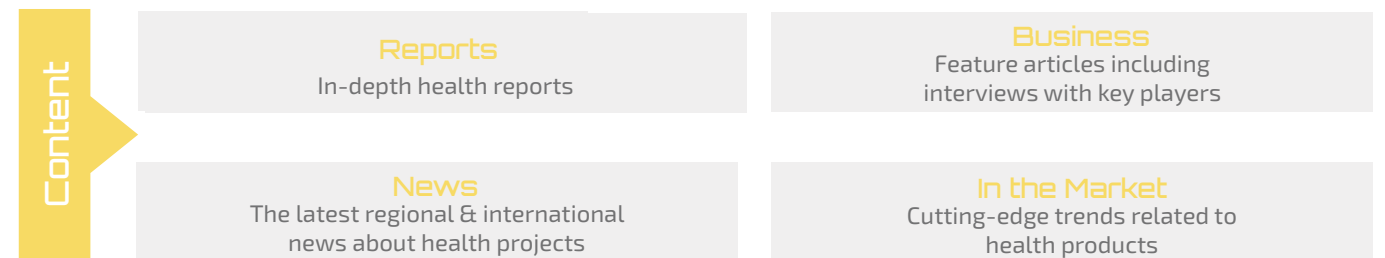 Content
Reports
In-depth health reports
Business
Feature articles including
interviews with key players
News
The latest regional & international
news about health projects
In the Market
Cutting-edge trends related to
health products